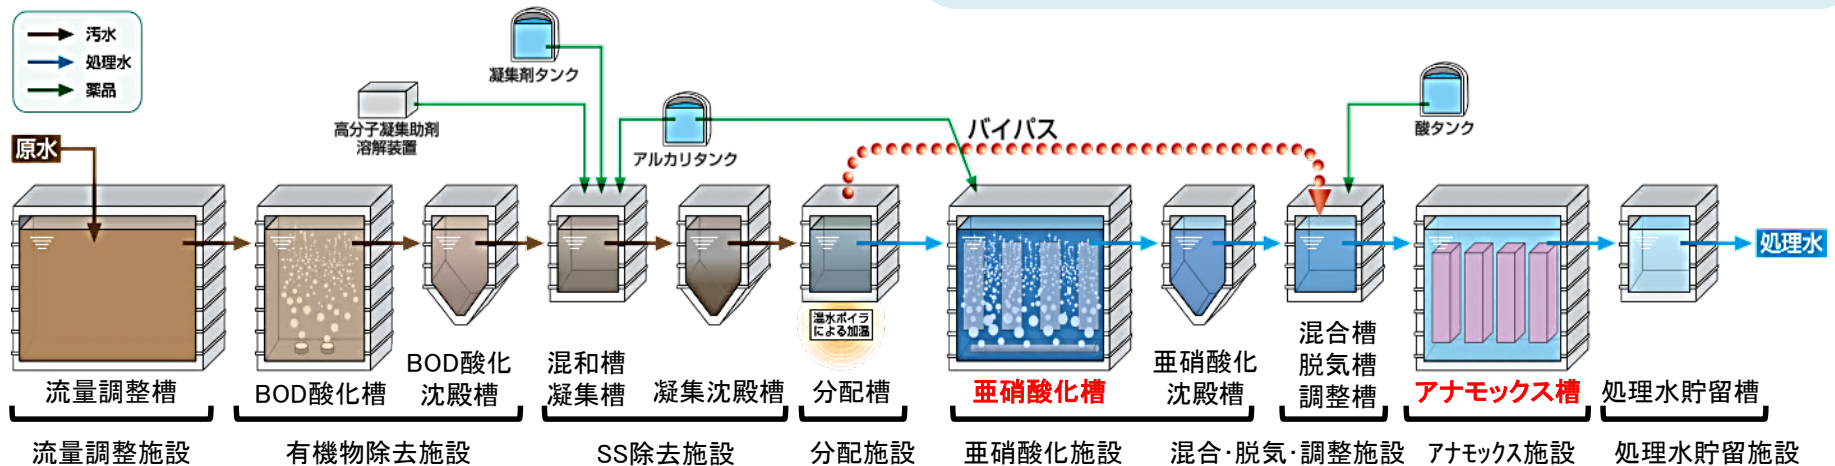 汚水
処理水
薬品
凝集剤タンク
高分子凝集助剤
溶解装置
アルカリタンク
バイパス
酸タンク
原水
処理水
温水ボイラ
による加温
流量調整槽
BOD酸化槽
BOD酸化
沈殿槽
混和槽
凝集槽
凝集沈殿槽
分配槽
亜硝酸化槽
亜硝酸化
沈殿槽
混合槽
脱気槽
調整槽
アナモックス槽
処理水貯留槽
流量調整施設
有機物除去施設
SS除去施設
分配施設
亜硝酸化施設
混合・脱気・調整施設
アナモックス施設
処理水貯留施設